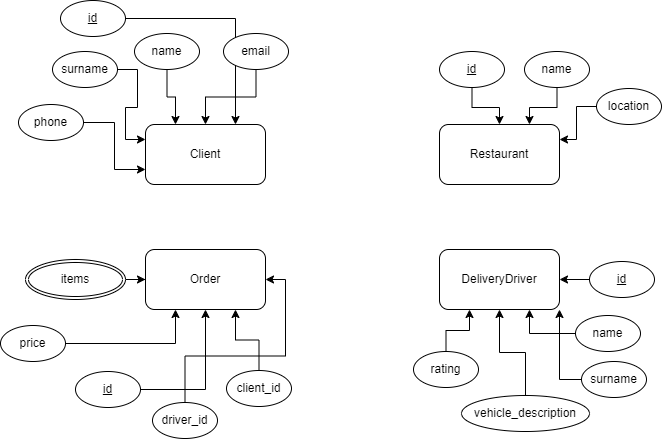 id
name
email
surname
phone
Client
id
name
location
Restaurant
items
Order
price
id
driver_id
client_id
DeliveryDriver
id
name
rating
surname
vehicle_description